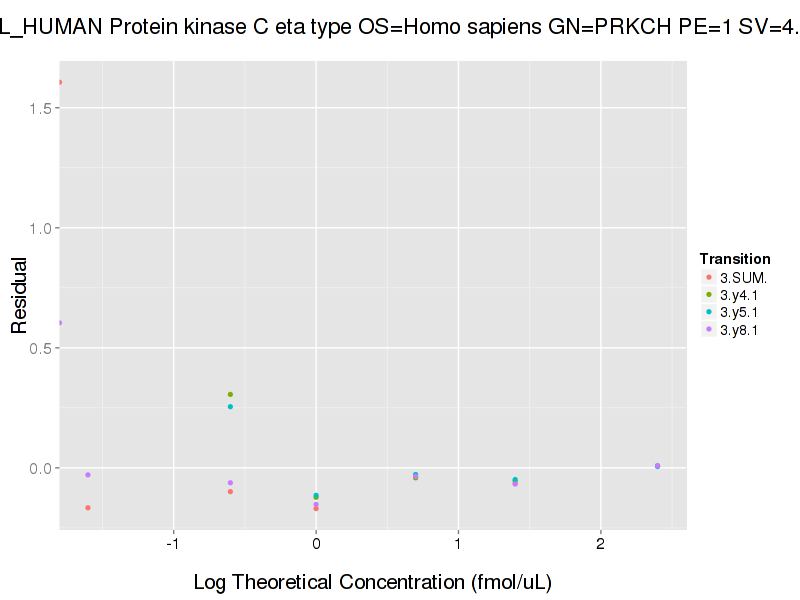 L_HUMAN Protein kinase C eta type OS=Homo sapiens GN=PRKCH PE=1 SV=4.
1.5
1.0
0.5
0.0
Residual
-1 0 1 2
Log Theoretical Concentration (fmol/uL)
Transition
3.SUM.
3.y4.1
3.y5.1
3.y8.1